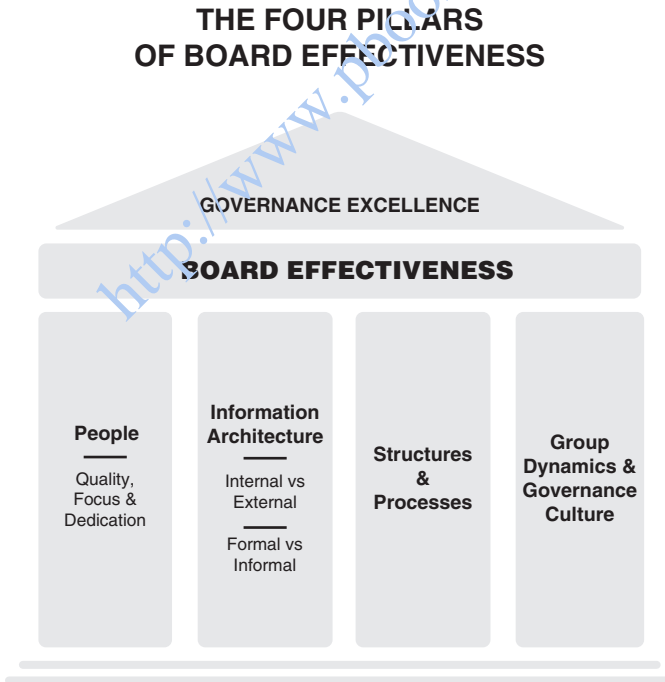 THE FOUR PILLARS
OF BOARD EFFECTIVENESS
GOVERNANCE EXCELLENCE
BOARD EFFECTIVENESS
People
Quality,
Focus &
Dedication
Information
Architecture
Internal vs
External
Formal vs
Informal
Structures
&
Processes
Group
Dynamics &
Governance
Culture